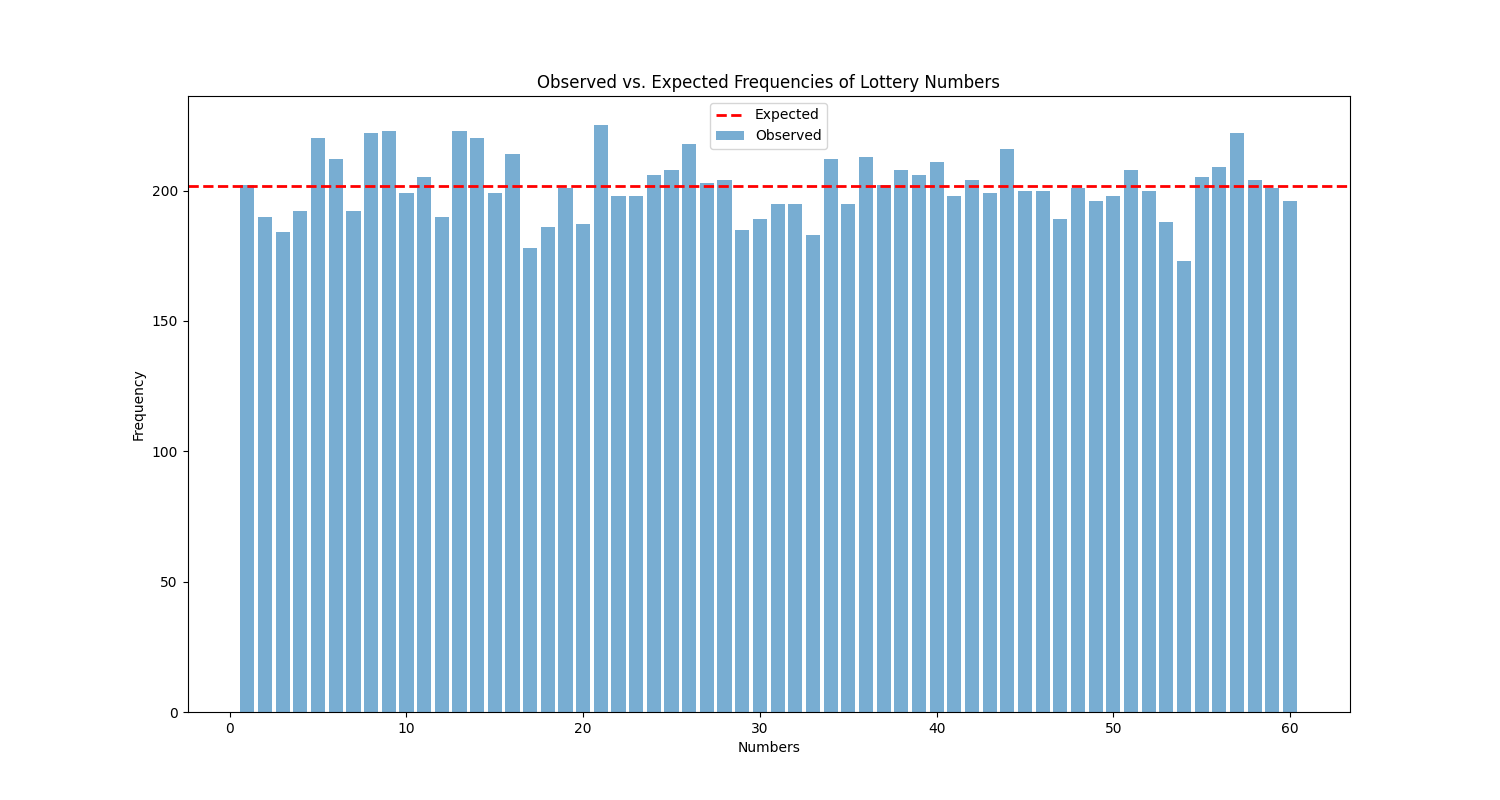 Observed vs. Expected Frequencies of Lottery Numbers
Expected
Observed
200
150
100
50
0
Frequency
0 10 20 30 40 50 60
Numbers